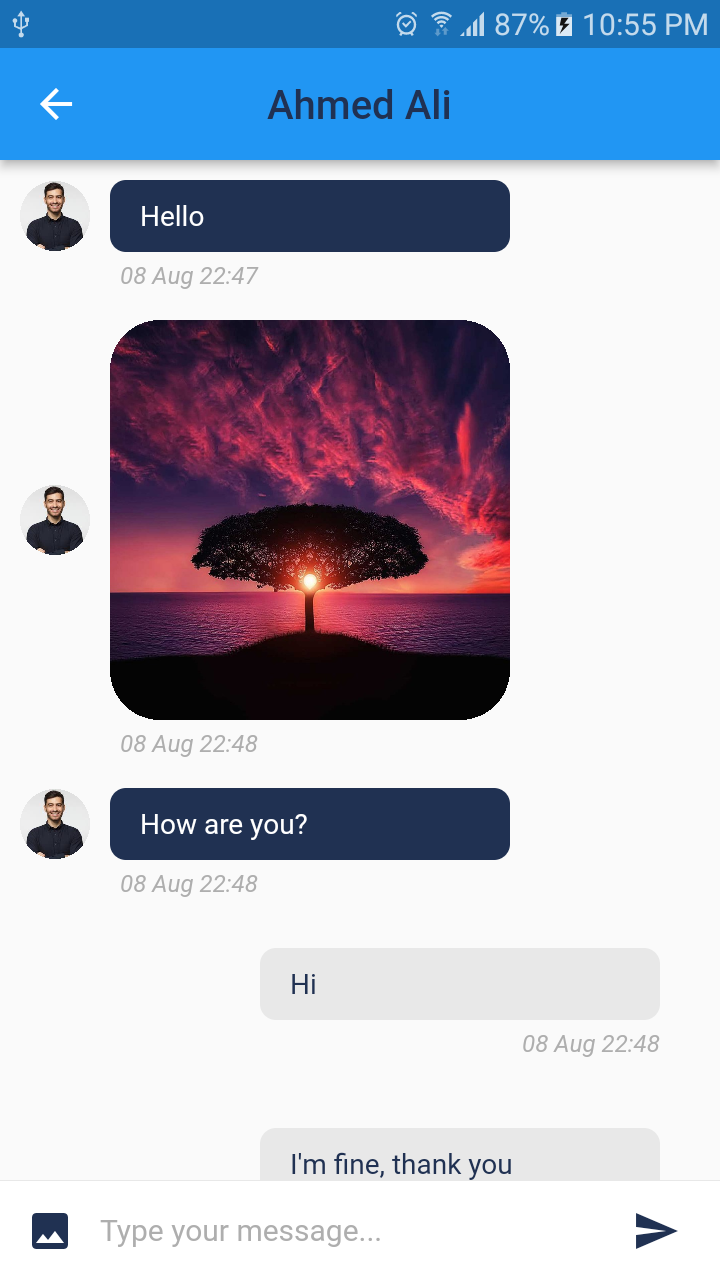 87% 10:55 PM
Ahmed Ali
Hello
08 Aug 22:47
08 Aug 22:48
How are you?
08 Aug 22:48
Hi
08 Aug 22:48
I'm fine, thank you
Type your message...